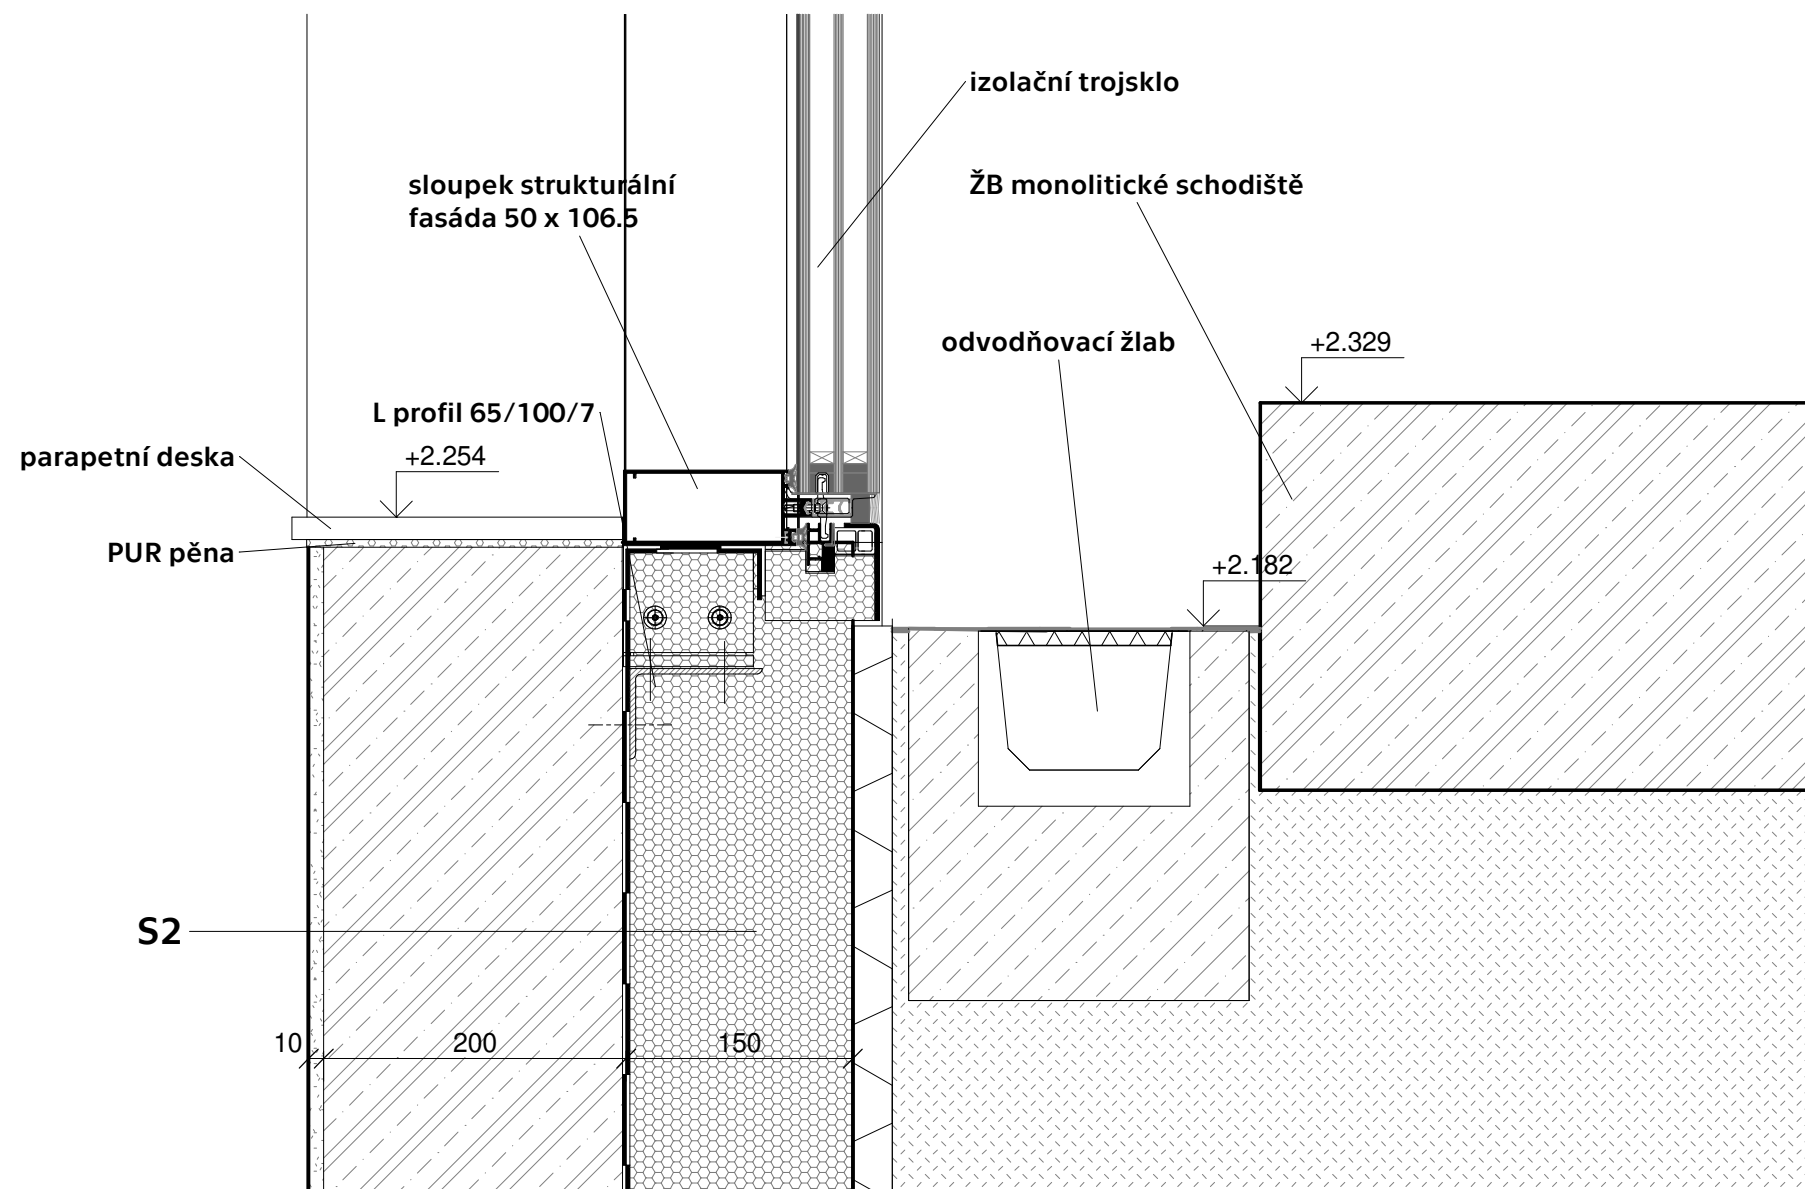 izolační trojsklo
sloupek strukturální
fasáda 50 x 106.5
ŽB monolitické schodiště
odvodňovací žlab
+2.329
L profil 65/100/7
parapetní deska
+2.254
PUR pěna
+2.182
S2
10
200
150